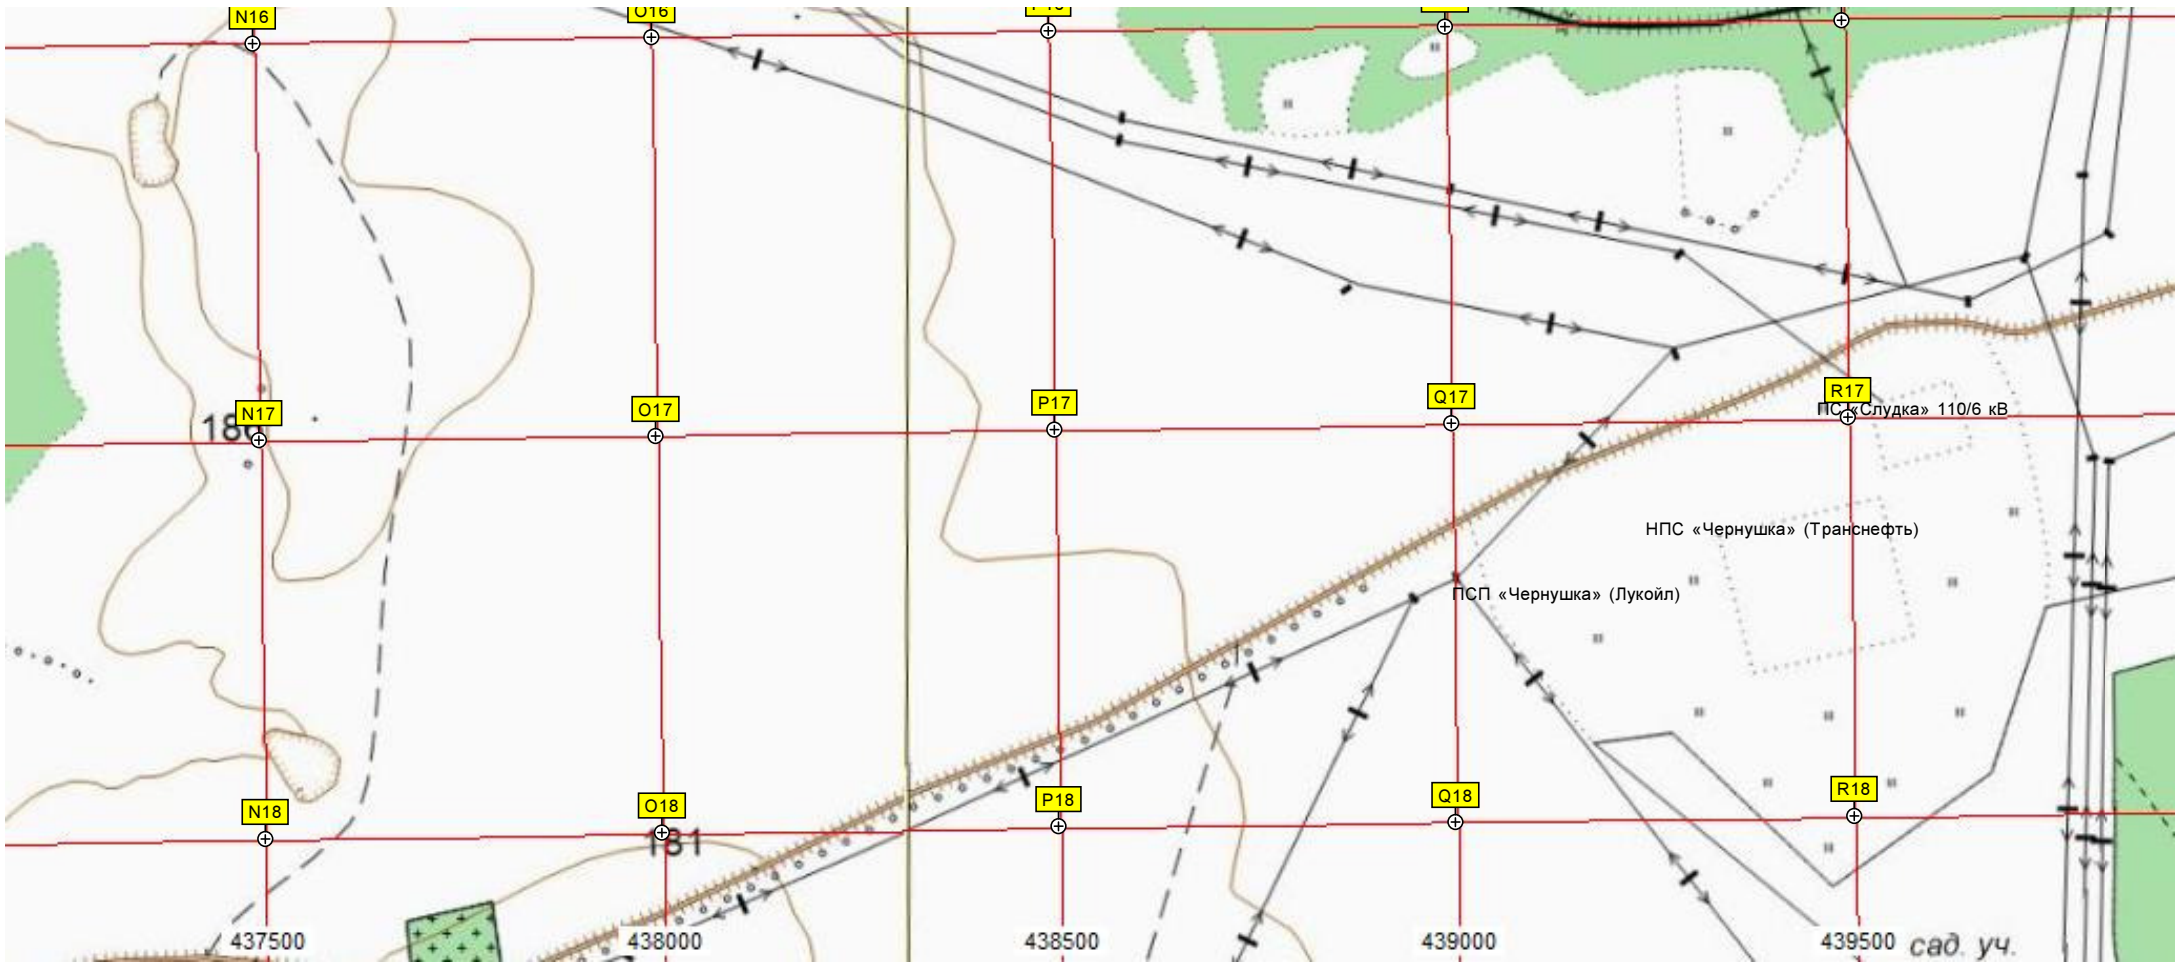 N16
O16
N17
O17
P17
Q17
R17
ПС «Слудка» 110/6 кВ
НПС «Чернушка» (Транснефть)
ПСП «Чернушка» (Лукойл)
N18
O18
P18
Q18
R18
181
437500
438000
438500
439000
439500
сад. уч.